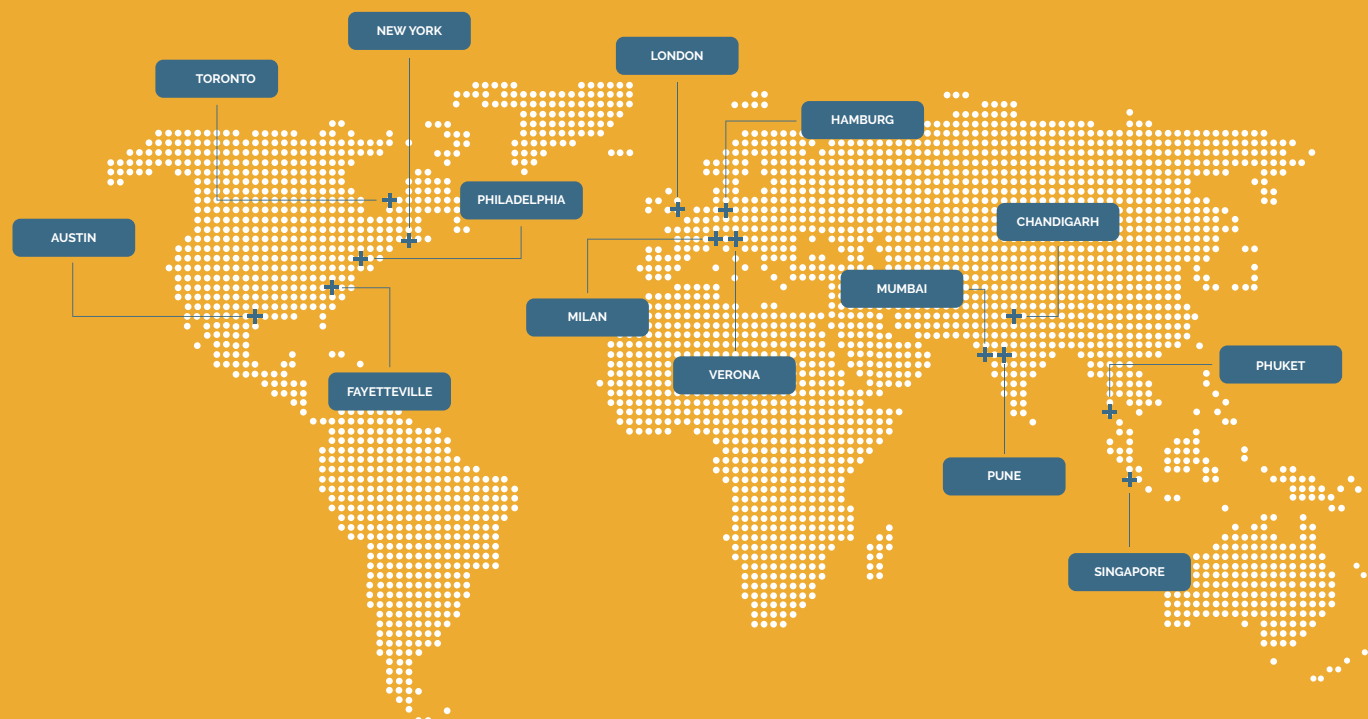 NEW YORK
LONDON
TORONTO
HAMBURG
PHILADELPHIA
CHANDIGARH
AUSTIN
MUMBAI
MILAN
PHUKET
VERONA
FAYETTEVILLE
PUNE
SINGAPORE